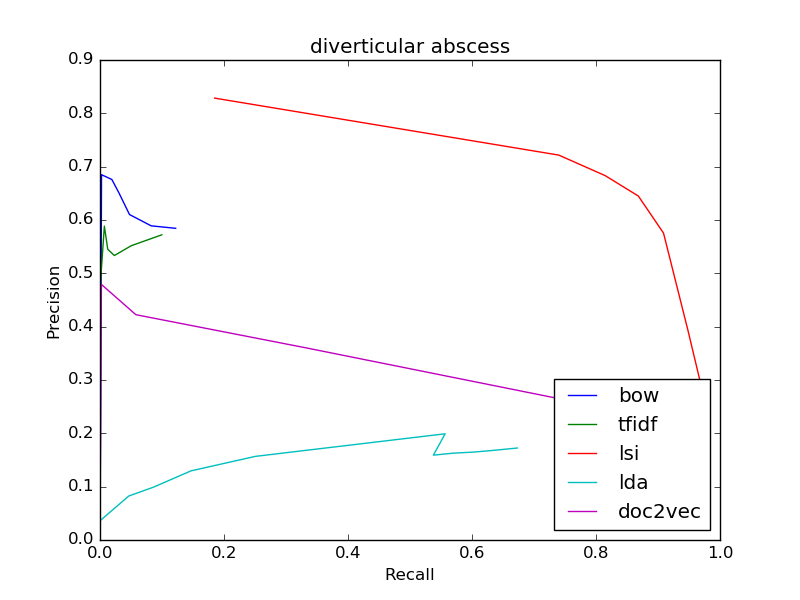 diverticular abscess
0.9
0.8
0.7
0.6
0.5
0.4
0.3
0.2
0.1
0.0
Precision
0.0 0.2 0.4 0.6 0.8 1.0
Recall
bow
tfidf
lsi
lda
doc2vec